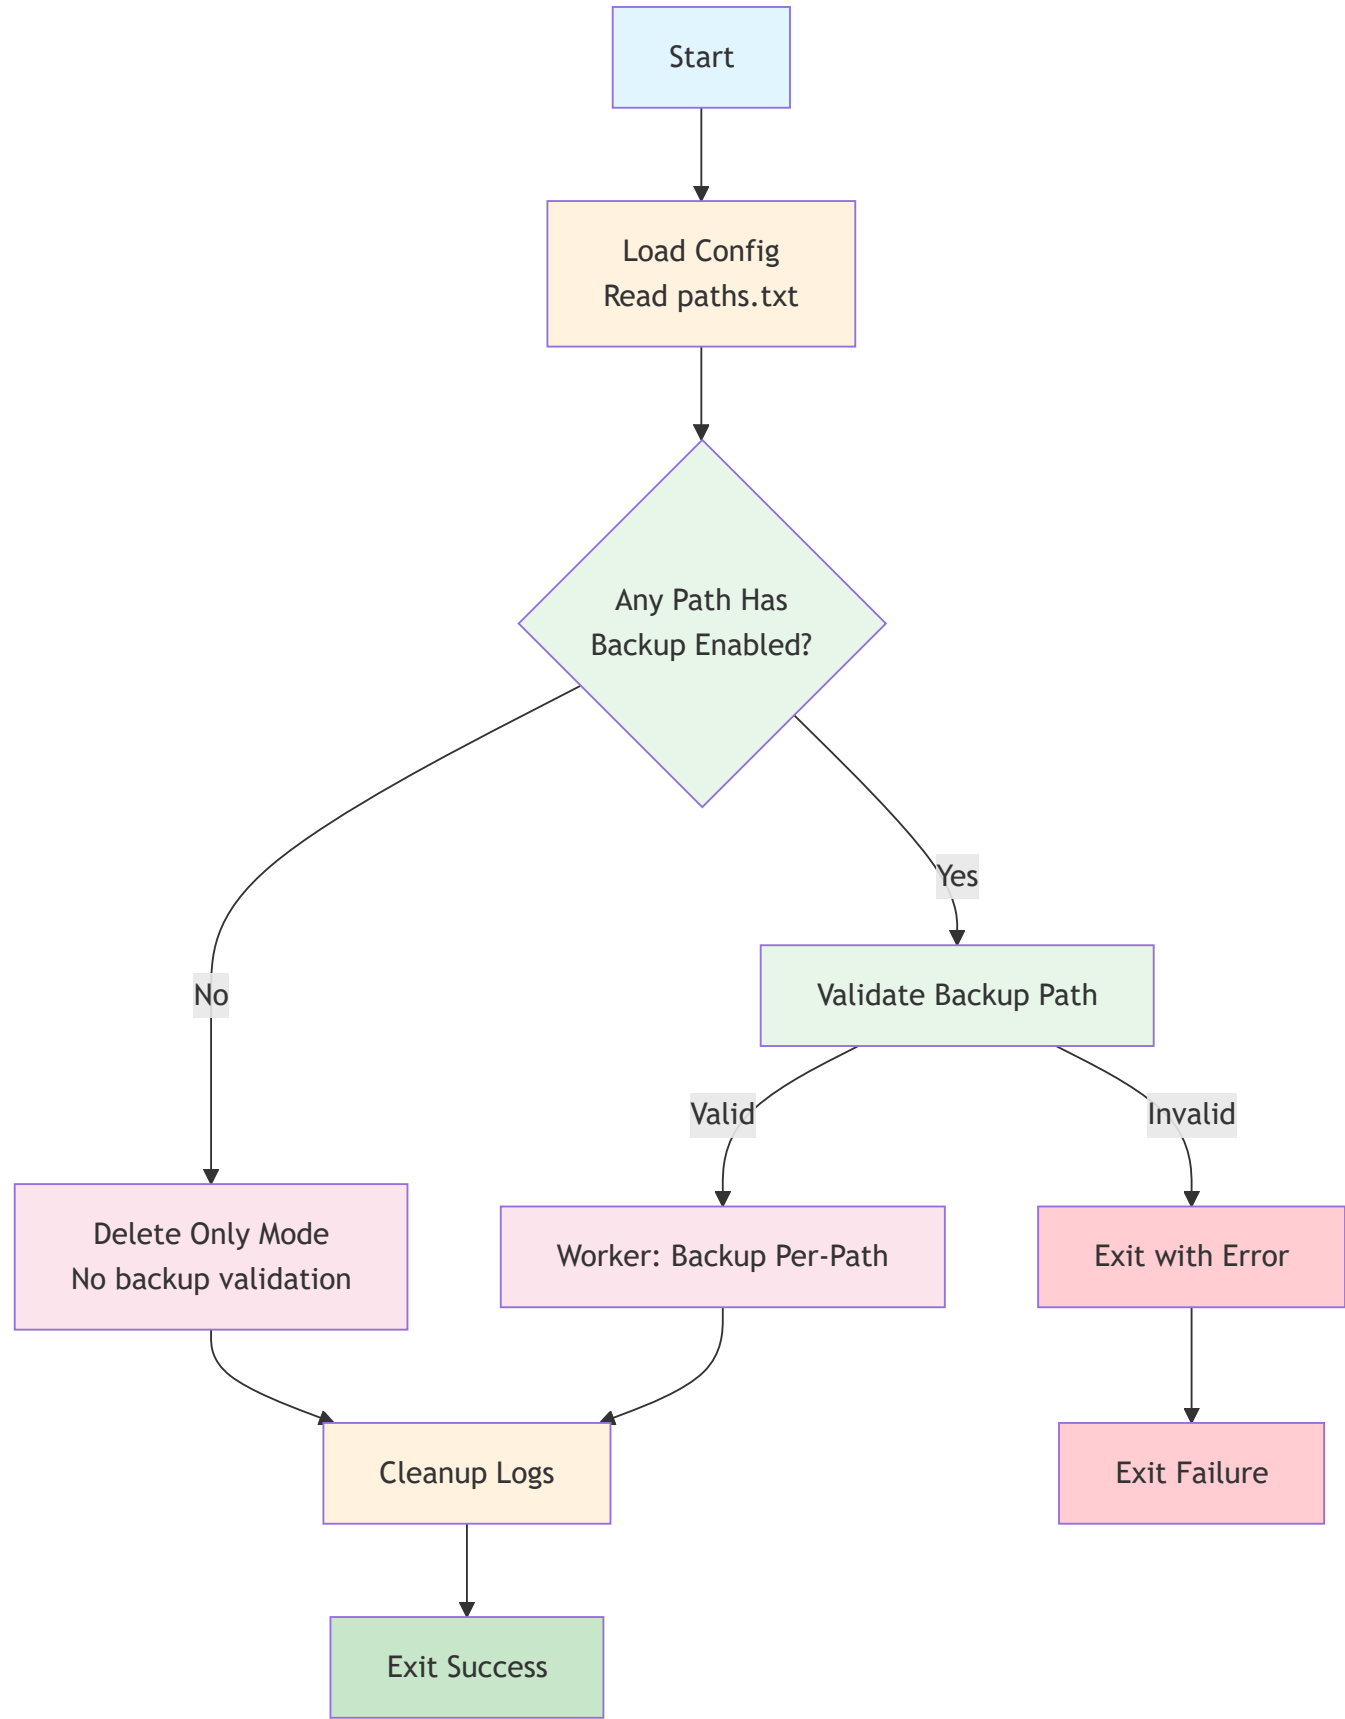 Start
Load Config
Read paths.txt
Any Path Has
Backup Enabled?
Yes
No
Validate Backup Path
Valid
Invalid
Delete Only Mode
No backup validation
Worker: Backup Per-Path
Exit with Error
Cleanup Logs
Exit Failure
Exit Success